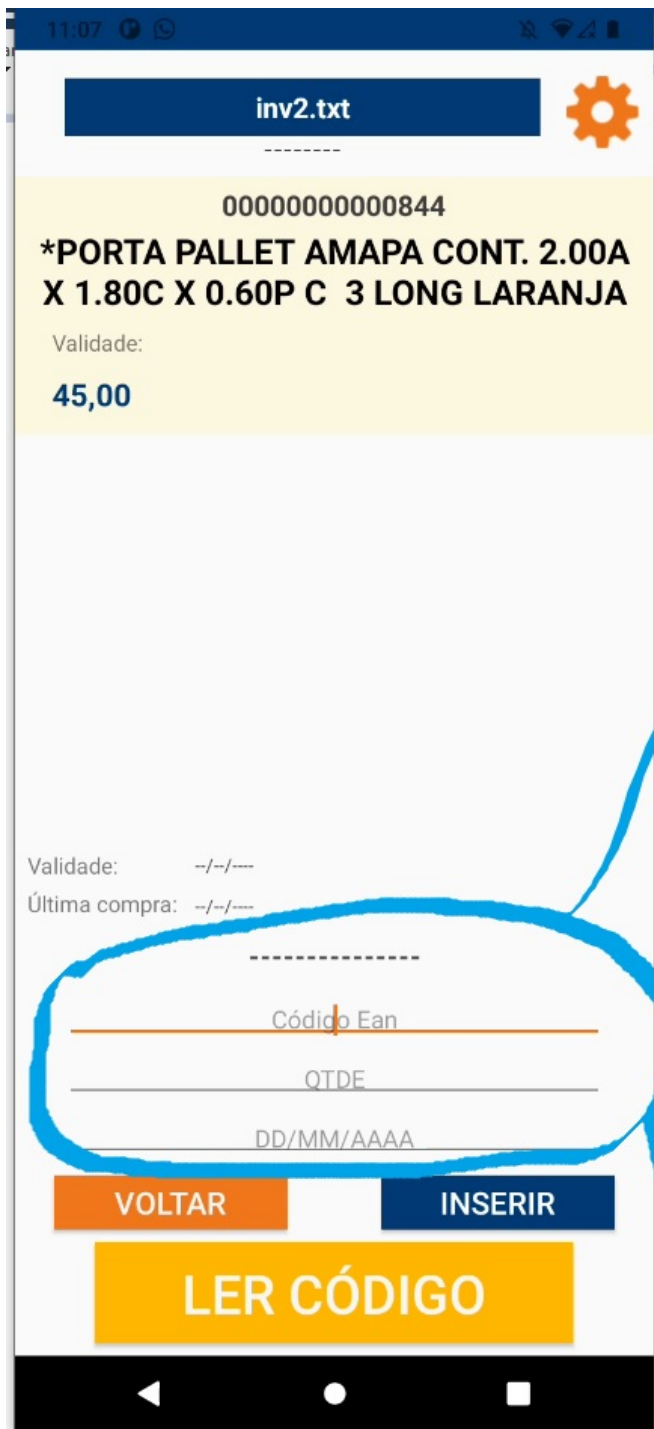 11:07
inv2.txt
--------
00000000000844
*PORTA PALLET AMAPA CONT. 2.00A
X 1.80C X 0.60P C 3 LONG LARANJA
Validade:
45,00
Validade: --/--/----
Última compra: --/--/----
---------------
Código Ean
QTDE
DD/MM/AAAA
VOLTAR INSERIR
LER CÓDIGO